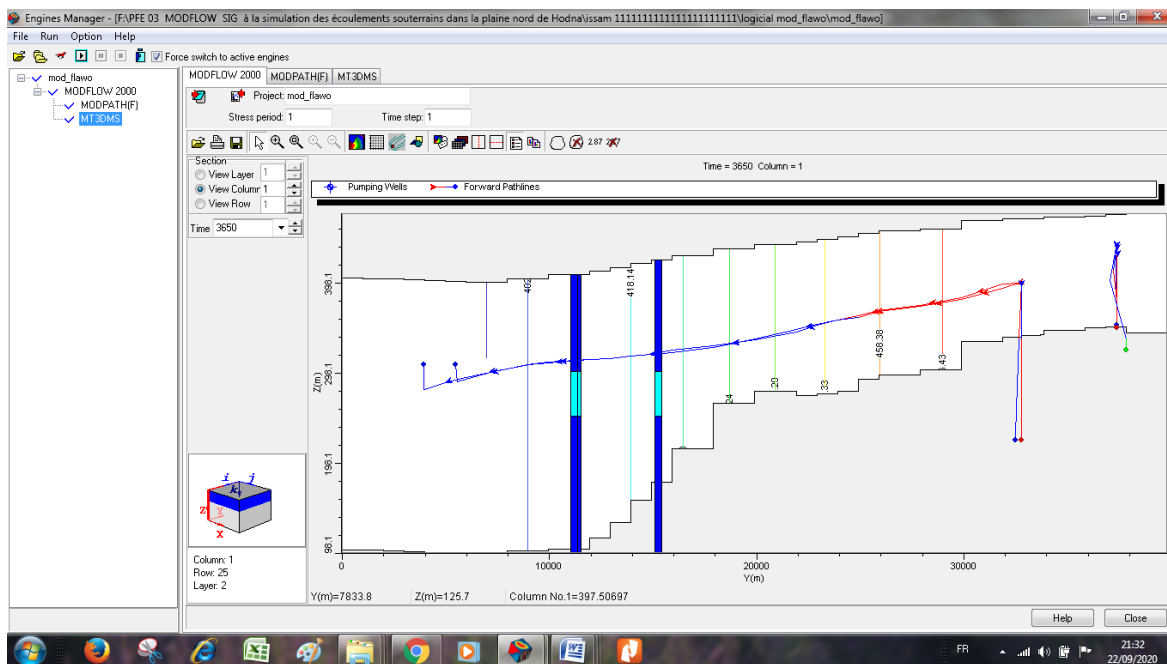 Engines Manager - [F:\PFE 03 MODFLOW SIG à la simulation des écoulements souterrains dans la plaine nord de Hodna\issam 1111111111111111111111\logicial mod_flawo\mod_flawo]
File Run Option Help
Force switch to active engines
mod_flawo
MODFLOW 2000
MODPATH(F)
MT3DMS
MODFLOW 2000 MODPATH(F) MT3DMS
Project: mod_flawo
Stress period: 1 Time step: 1
2.87
Section
View Layer 1
View Column 1
View Row 1
Time 3650
Time = 3650 Column = 1
Pumping Wells Forward Pathlines
398.1
298.1
198.1
98.1
Z(m)
402
418.14
24
.29
.33
458.38
.43
0 10000 20000 30000
Y(m)
i j
k
Z Y
X
Column: 1
Row: 25
Layer: 2
Y(m)=7833.8 Z(m)=125.7 Column No.1=397.50697
Help Close
FR
21:32
22/09/2020